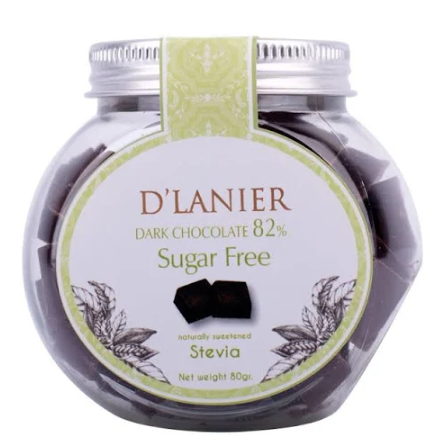 D'LANIER
DARK CHOCOLATE 82%
Sugar Free
naturally sweetened
Stevia
Net weight 80gr.